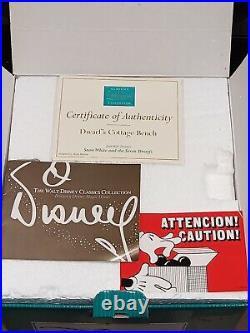 Certificate of Authenticity
Dwarf's Cottage Bench
Snow White and the Seven Dwarfs
THE WALT DISNEY CLASSICS COLLECTION
Disney
ATTENCION!
CAUTION!